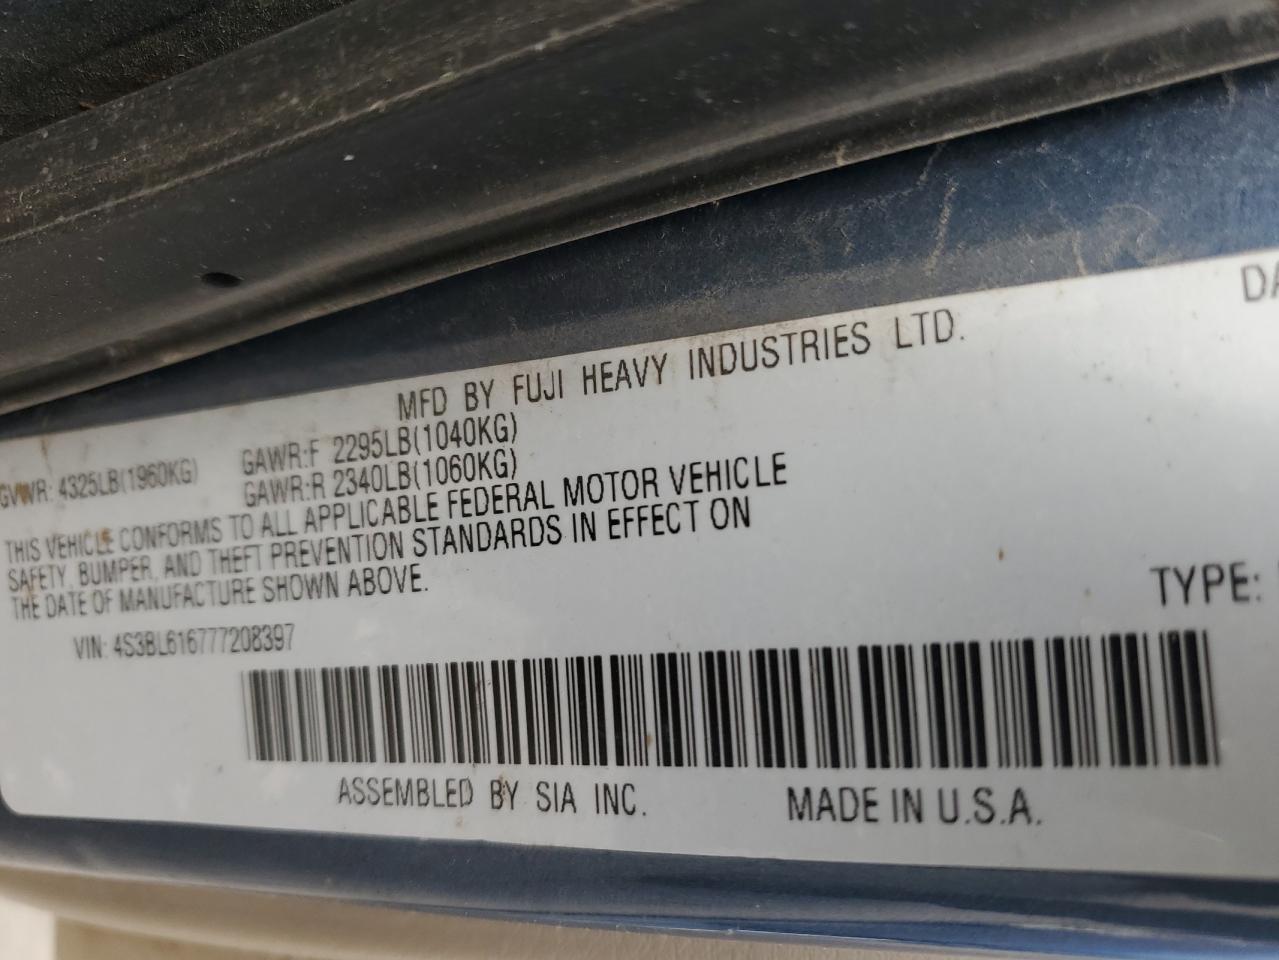 DA
MFD BY FUJI HEAVY INDUSTRIES LTD.
GVWR: 4325LB(1960KG) GAWR:F 2295LB(1040KG)
GAWR:R 2340LB(1060KG)
THIS VEHICLE CONFORMS TO ALL APPLICABLE FEDERAL MOTOR VEHICLE
SAFETY, BUMPER, AND THEFT PREVENTION STANDARDS IN EFFECT ON
THE DATE OF MANUFACTURE SHOWN ABOVE.
VIN: 4S3BL616777208397 TYPE:
ASSEMBLED BY SIA INC. MADE IN U.S.A.